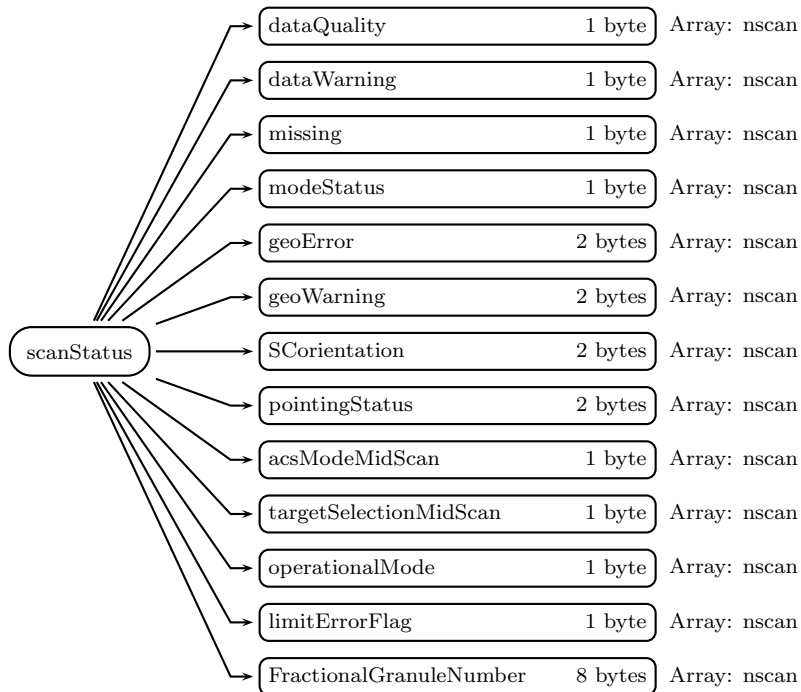 dataQuality 1 byte Array: nscan
dataWarning 1 byte Array: nscan
missing 1 byte Array: nscan
modeStatus 1 byte Array: nscan
geoError 2 bytes Array: nscan
geoWarning 2 bytes Array: nscan
scanStatus SCorientation 2 bytes Array: nscan
pointingStatus 2 bytes Array: nscan
acsModeMidScan 1 byte Array: nscan
targetSelectionMidScan 1 byte Array: nscan
operationalMode 1 byte Array: nscan
limitErrorFlag 1 byte Array: nscan
FractionalGranuleNumber 8 bytes Array: nscan